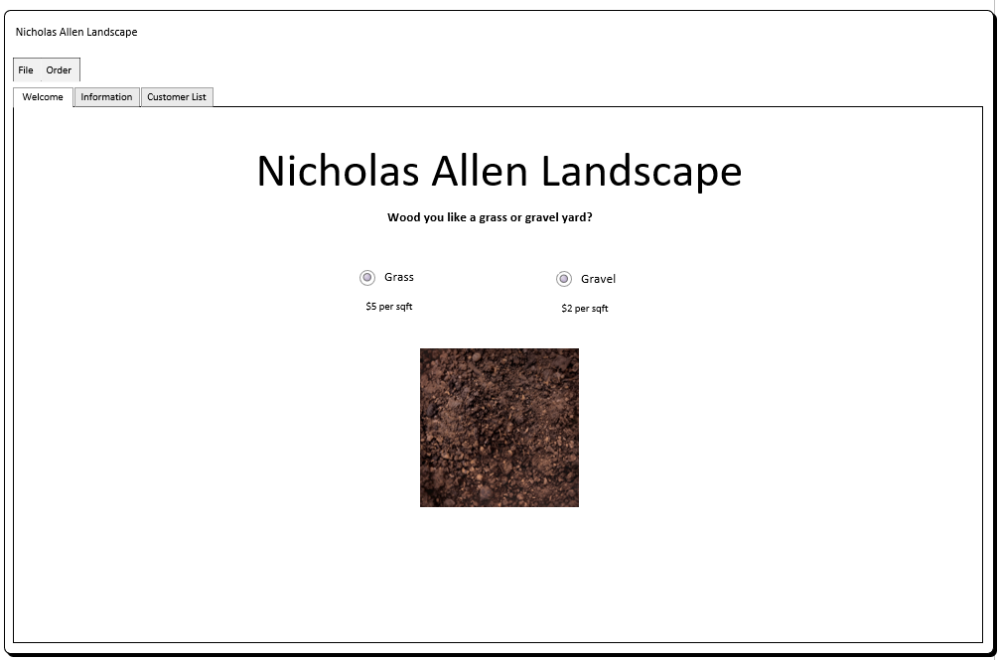 Nicholas Allen Landscape
File Order
Welcome Information Customer List
Nicholas Allen Landscape
Wood you like a grass or gravel yard?
Grass Gravel
$5 per sqft $2 per sqft